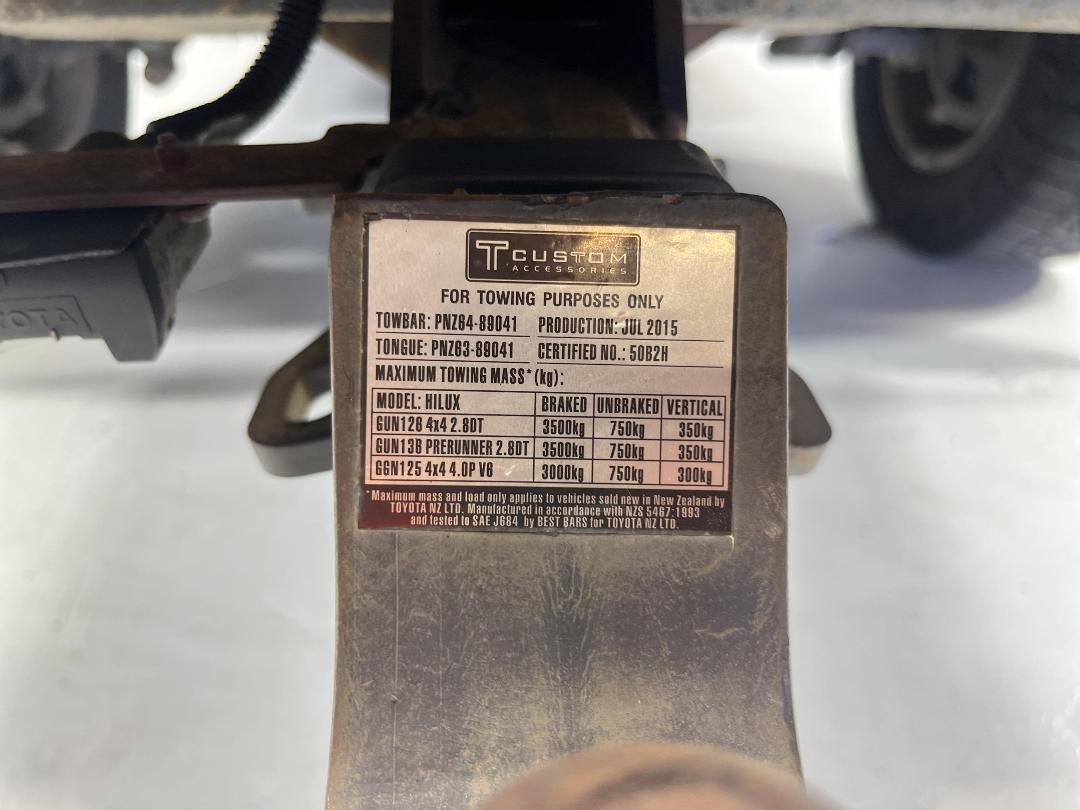 T CUSTOM
ACCESSORIES
FOR TOWING PURPOSES ONLY
TOWBAR: PNZ64-89041 PRODUCTION: JUL 2015
TONGUE: PNZ63-89041 CERTIFIED NO.: 50B2H
MAXIMUM TOWING MASS* (kg):
MODEL: HILUX BRAKED UNBRAKED VERTICAL
GUN126 4x4 2.8DT 3500kg 750kg 350kg
GUN136 PRERUNNER 2.8DT 3500kg 750kg 350kg
GGN125 4x4 4.0P V6 3000kg 750kg 300kg
*Maximum mass and load only applies to vehicles sold new in New Zealand by
TOYOTA NZ LTD. Manufactured in accordance with NZS 5467:1993
and tested to SAE J684 by BEST BARS for TOYOTA NZ LTD.
OYOTA